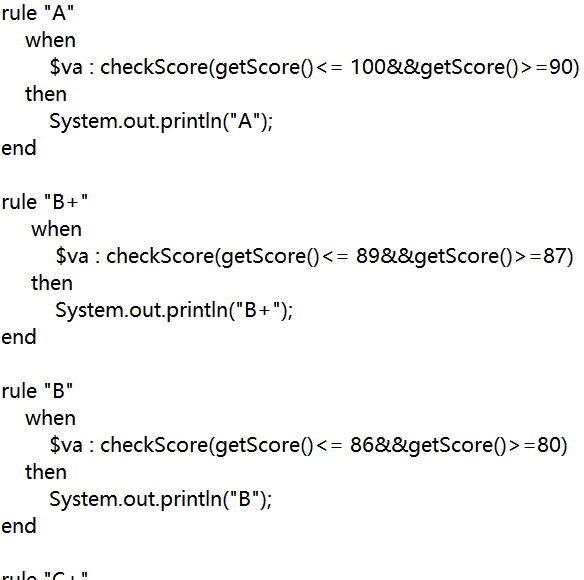 rule "A"
when
$va : checkScore(getScore()<= 100&&getScore()>=90)
then
System.out.println("A");
end
rule "B+"
when
$va : checkScore(getScore()<= 89&&getScore()>=87)
then
System.out.println("B+");
end
rule "B"
when
$va : checkScore(getScore()<= 86&&getScore()>=80)
then
System.out.println("B");
end
rule "C+"